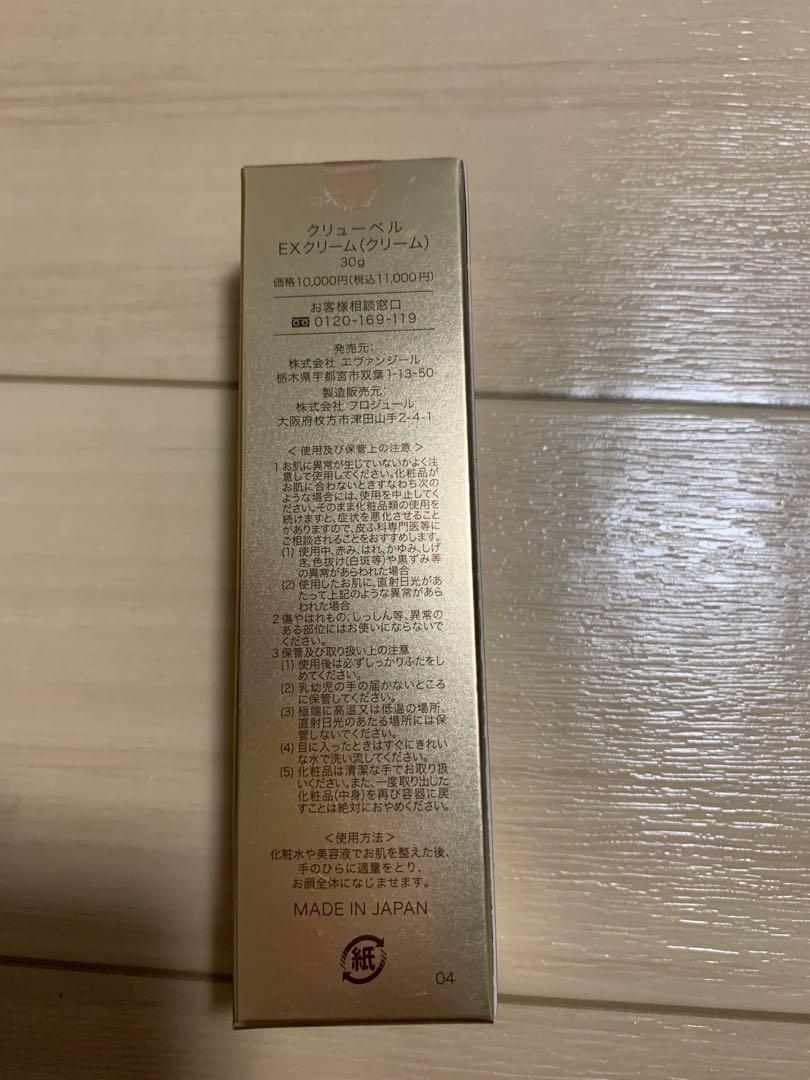 クリューベル
EXクリーム(クリーム)
30g
価格10,000円(税込11,000円)
お客様相談窓口
0120-169-119
発売元:
株式会社 エヴァンジール
栃木県宇都宮市双葉1-13-50
製造販売元:
株式会社 フロジュール
大阪府枚方市津田山手2-4-1
＜使用及び保管上の注意＞
1 お肌に異常が生じていないかよく注
意して使用してください。化粧品が
お肌に合わないときすなわち次の
ような場合には、使用を中止してく
ださい。そのまま化粧品類の使用を
続けますと、症状を悪化させること
がありますので、皮ふ科専門医等に
ご相談されることをおすすめします。
(1) 使用中、赤み、はれ、かゆみ、しげ
き、色抜け(白斑等)や黒ずみ等
の異常があらわれた場合
(2) 使用したお肌に、直射日光があ
たって上記のような異常があら
われた場合
2 傷やはれもの、しっしん等、異常の
ある部位にはお使いにならないで
ください。
3 保管及び取り扱い上の注意
(1) 使用後は必ずしっかりふたをし
めてください。
(2) 乳幼児の手の届かないところ
に保管してください。
(3) 極端に高温又は低温の場所、
直射日光のあたる場所には保
管しないでください。
(4) 目に入ったときはすぐにきれい
な水で洗い流してください。
(5) 化粧品は清潔な手でお取り扱
いください。また、一度取り出した
化粧品(中身)を再び容器に戻
すことは絶対におやめください。
＜使用方法＞
化粧水や美容液でお肌を整えた後、
手のひらに適量をとり、
お顔全体になじませます。
MADE IN JAPAN
紙
04